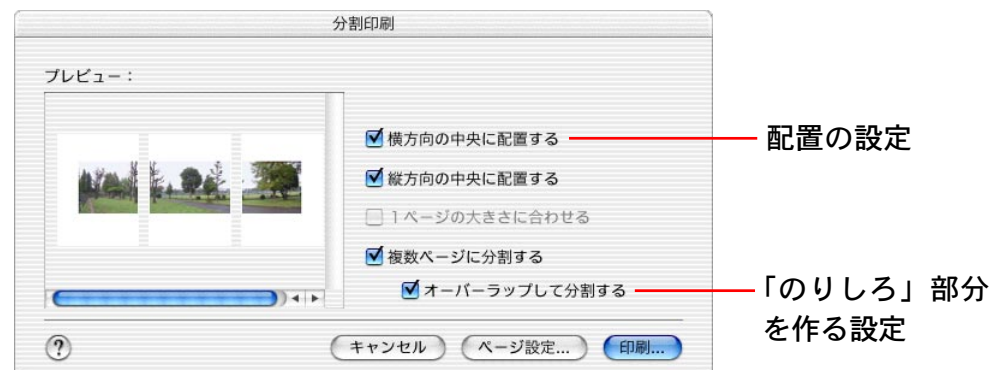 分割印刷
プレビュー：
横方向の中央に配置する
配置の設定
縦方向の中央に配置する
1ページの大きさに合わせる
複数ページに分割する
オーバーラップして分割する
「のりしろ」部分
を作る設定
?
キャンセル
ページ設定...
印刷...